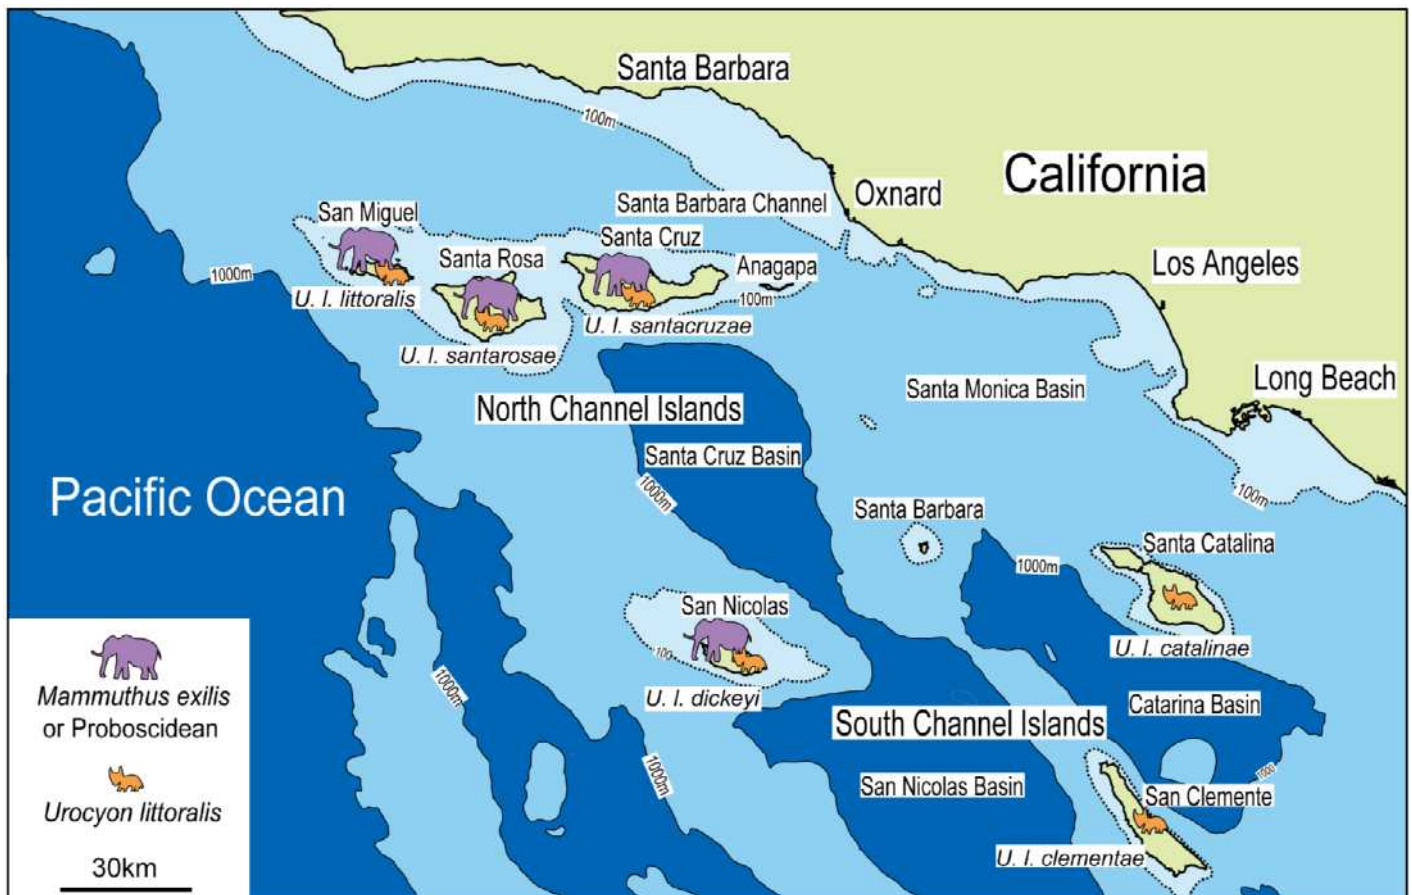 Santa Barbara
100m
California
Santa Barbara Channel
Oxnard
San Miguel
Santa Cruz
Santa Rosa
Anagapa
Los Angeles
1000m
U. l. littoralis
100m
U. l. santacruzae
U. l. santarosae
Long Beach
Santa Monica Basin
North Channel Islands
Santa Cruz Basin
Pacific Ocean
1000m
100m
Santa Barbara
Santa Catalina
1000m
San Nicolas
100
U. l. catalinae
U. l. dickeyi
1000m
Catarina Basin
South Channel Islands
1000m
San Nicolas Basin
1000
San Clemente
U. l. clementae
Mammuthus exilis
or Proboscidean
Urocyon littoralis
30km